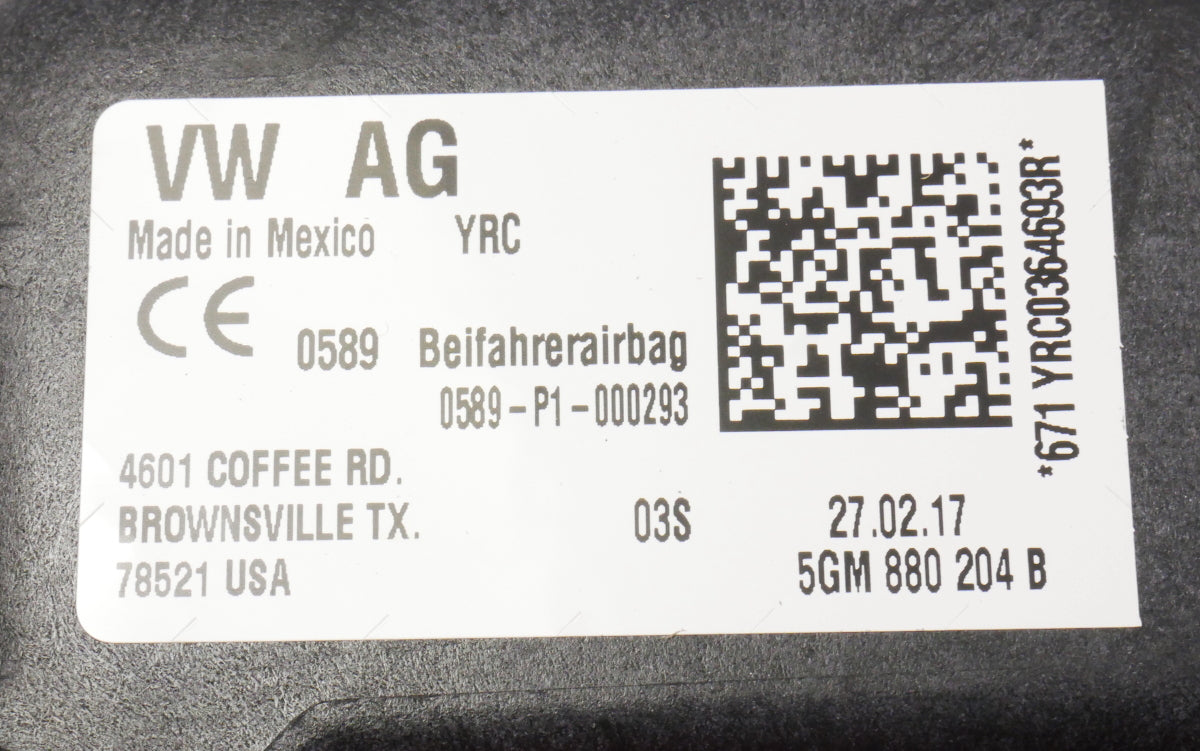 VW AG
Made in Mexico YRC
CE 0589 Beifahrerairbag
0589-P1-000293
4601 COFFEE RD.
BROWNSVILLE TX. 03S 27.02.17
78521 USA 5GM 880 204 B
*671 YRC0364693R*